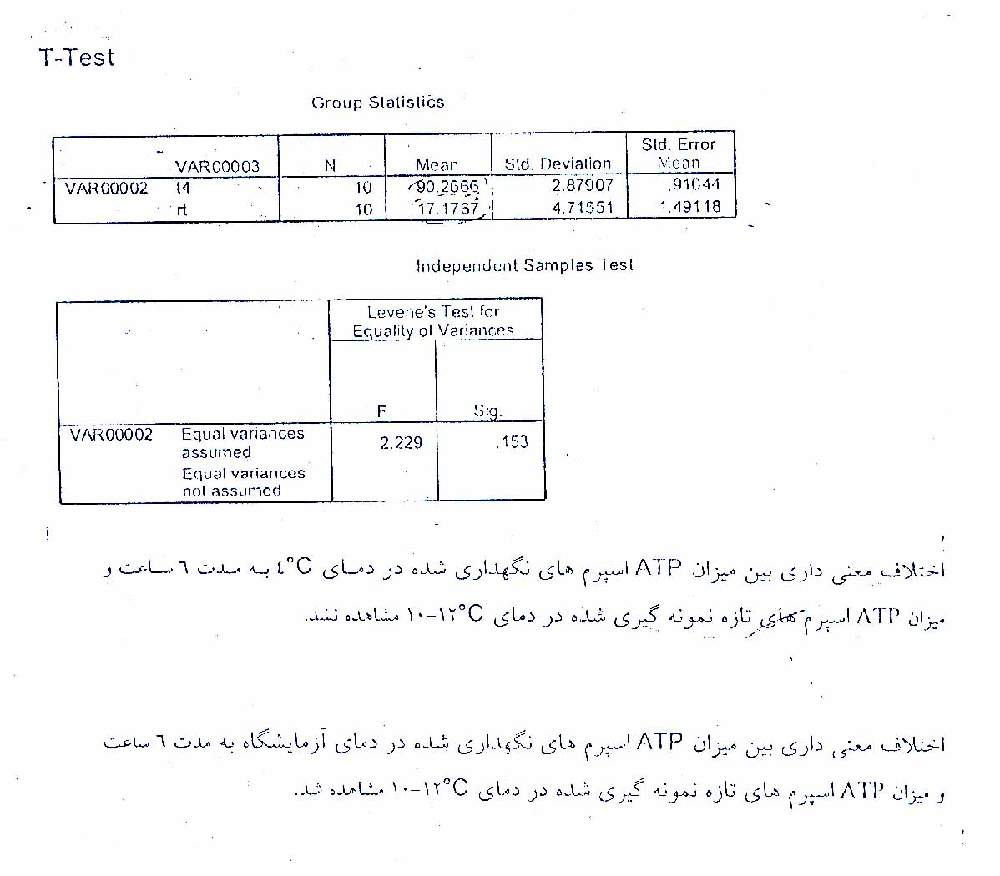 T-Test
Group Statistics
VAR00003 N Mean Std. Deviation Std. Error Mean
VAR00002 t4 10 90.2666 2.87907 .91044
rt 10 17.1767 4.71551 1.49118
Independent Samples Test
Levene's Test for
Equality of Variances
F Sig.
VAR00002 Equal variances assumed 2.229 .153
Equal variances not assumed
اختلاف معنی داری بین میزان ATP اسپرم های نگهداری شده در دمای ٤°C به مدت ٦ ساعت و
میزان ATP اسپرم های تازه نمونه گیری شده در دمای ١٠-١٢°C مشاهده نشد.
اختلاف معنی داری بین میزان ATP اسپرم های نگهداری شده در دمای آزمایشگاه به مدت ٦ ساعت
و میزان ATP اسپرم های تازه نمونه گیری شده در دمای ١٠-١٢°C مشاهده شد.